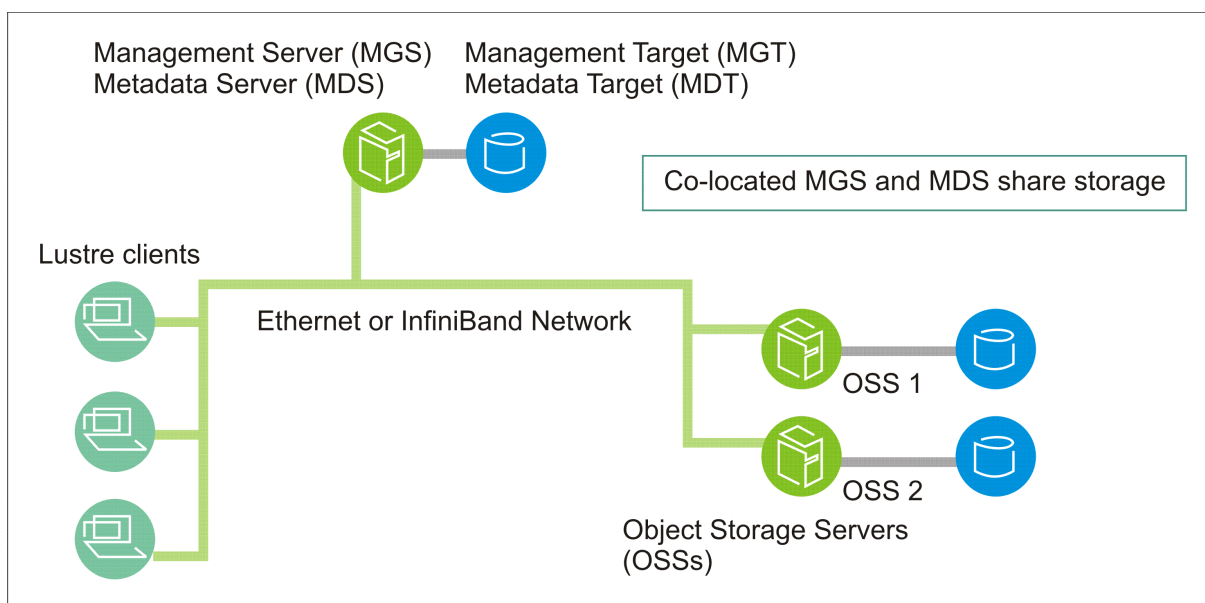 Management Server (MGS)
Metadata Server (MDS)
Management Target (MGT)
Metadata Target (MDT)
Co-located MGS and MDS share storage
Lustre clients
Ethernet or InfiniBand Network
OSS 1
OSS 2
Object Storage Servers
(OSSs)